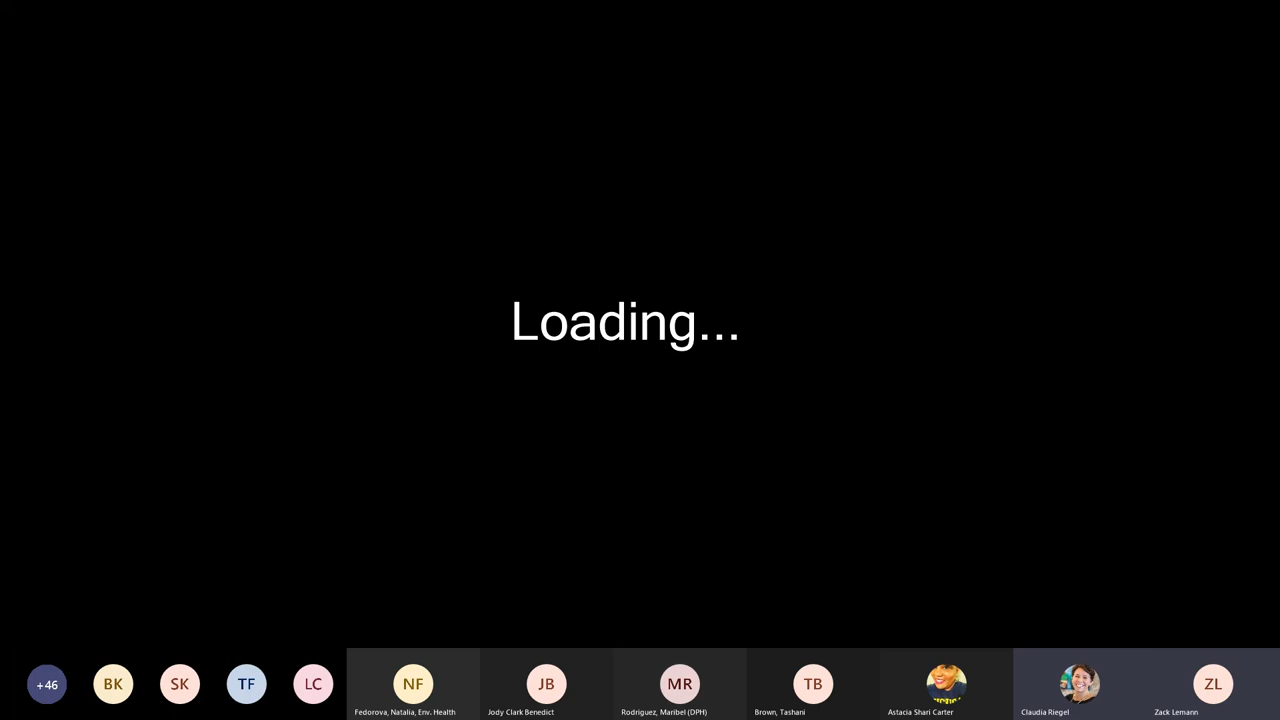 Loading...
+46
BK
SK
TF
LC
NF
JB
MR
TB
ZL
Fedorova, Natalia, Env. Health
Jody Clark Benedict
Rodriguez, Maribel (DPH)
Brown, Tashani
Astacia Shari Carter
Claudia Riegel
Zack Lemann